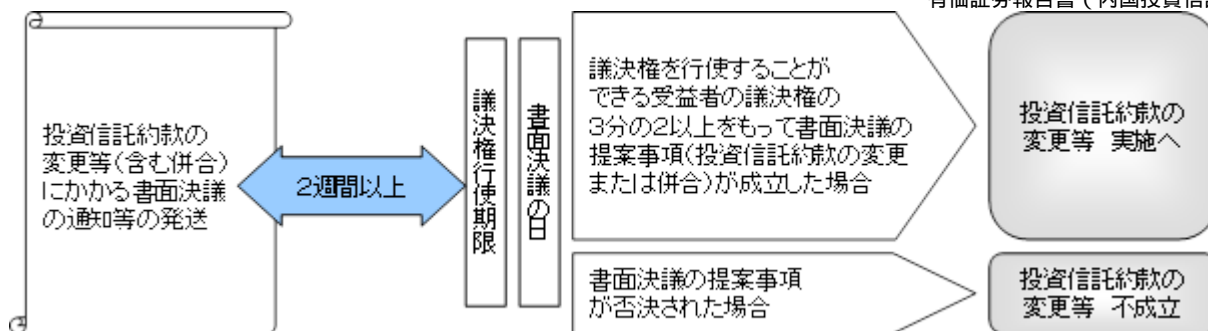 有価証券報告書(内国投資信託
投資信託約款の
変更等(含む併合)
にかかる書面決議
の通知等の発送
2週間以上
議決権行使期限
書面決議の日
議決権を行使することが
できる受益者の議決権の
3分の2以上をもって書面決議の
提案事項(投資信託約款の変更
または併合)が成立した場合
投資信託約款の
変更等 実施へ
書面決議の提案事項
が否決された場合
投資信託約款の
変更等 不成立